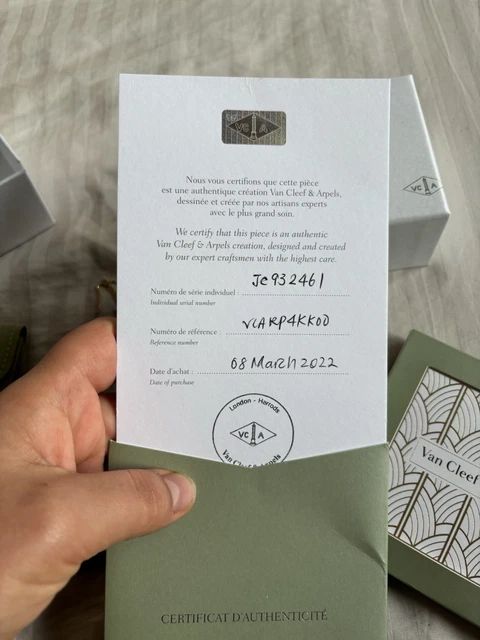 VC A
Nous vous certifions que cette pièce
est une authentique création Van Cleef & Arpels,
dessinée et créée par nos artisans experts
avec le plus grand soin.
We certify that this piece is an authentic
Van Cleef & Arpels creation, designed and created
by our expert craftsmen with the highest care.
Numéro de série individuel : JC932461
Individual serial number
Numéro de référence : VCARP4KK00
Reference number
Date d'achat : 08 March 2022
Date of purchase
London - Harrods
VC A
Van Cleef & Arpels
CERTIFICAT D'AUTHENTICITÉ
VC A
Van Cleef